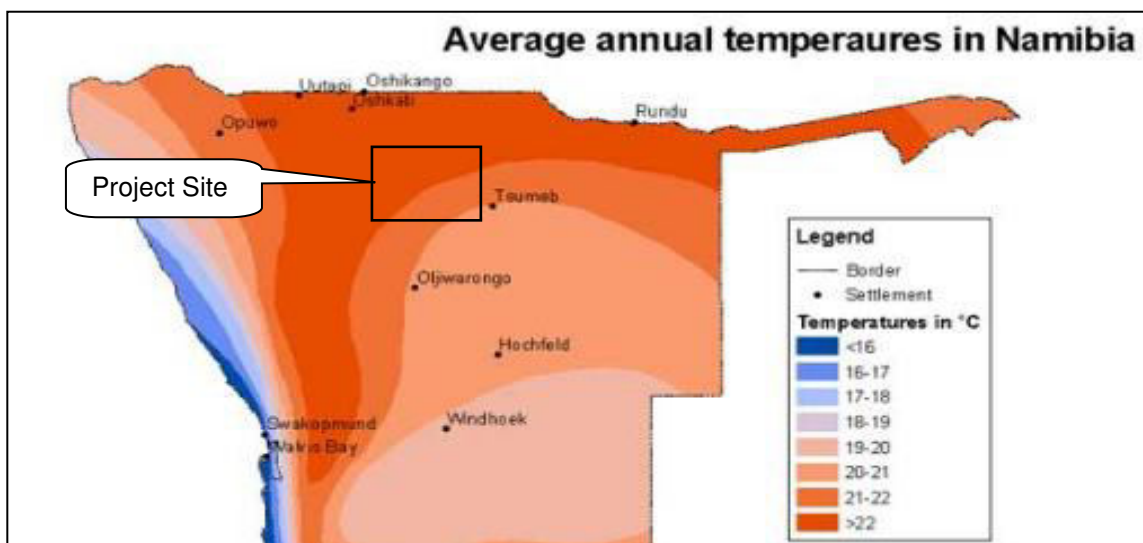 Average annual temperaures in Namibia
Uutapi
Oshikango
Oshkati
Opuwo
Rundu
Project Site
Tsumeb
Otjiwarongo
Hochfeld
Windhoek
Swakopmund
Walvis Bay
Legend
Border
Settlement
Temperatures in °C
<16
16-17
17-18
18-19
19-20
20-21
21-22
>22